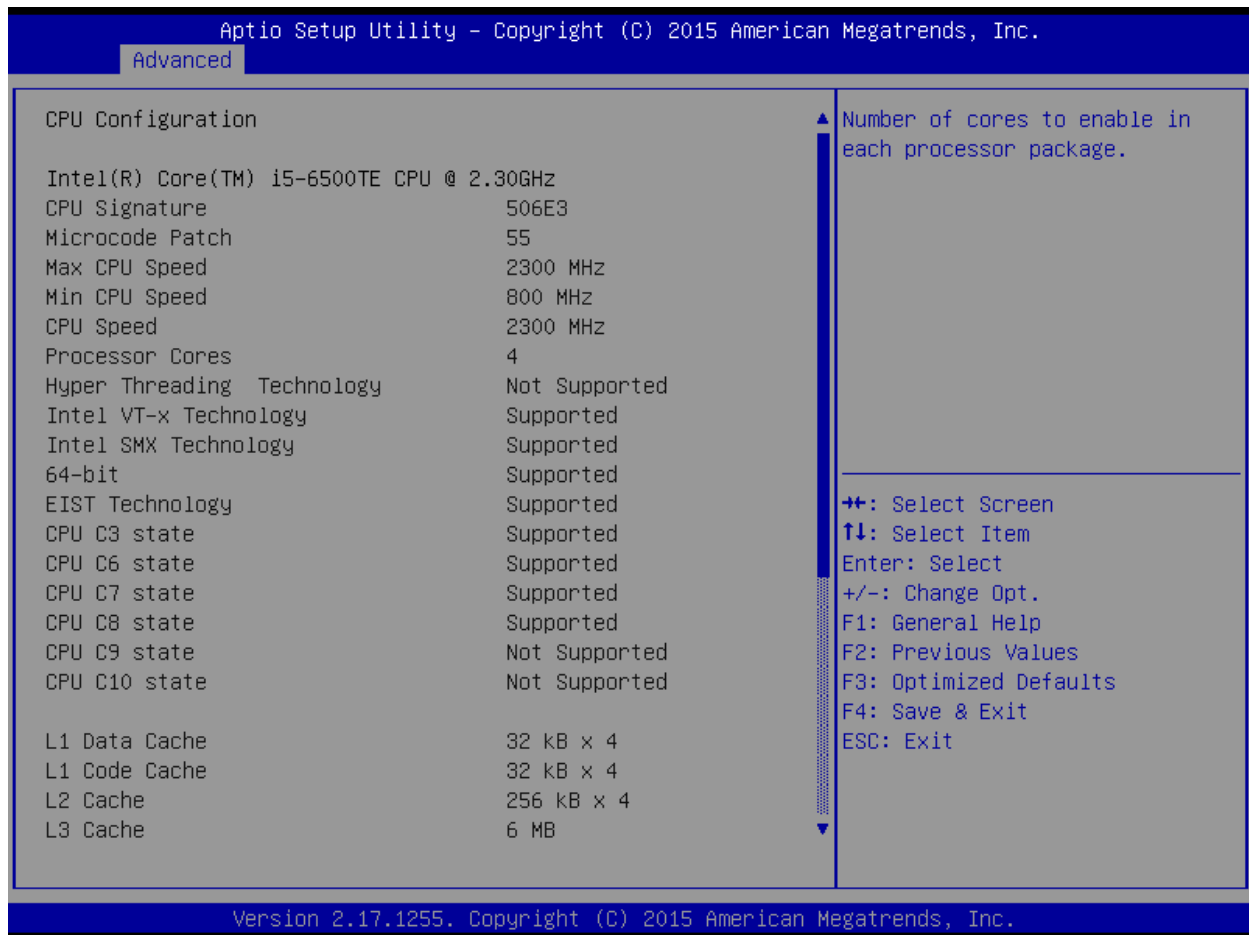 Aptio Setup Utility – Copyright (C) 2015 American Megatrends, Inc.
Advanced
CPU Configuration
Intel(R) Core(TM) i5-6500TE CPU @ 2.30GHz
CPU Signature 506E3
Microcode Patch 55
Max CPU Speed 2300 MHz
Min CPU Speed 800 MHz
CPU Speed 2300 MHz
Processor Cores 4
Hyper Threading Technology Not Supported
Intel VT-x Technology Supported
Intel SMX Technology Supported
64-bit Supported
EIST Technology Supported
CPU C3 state Supported
CPU C6 state Supported
CPU C7 state Supported
CPU C8 state Supported
CPU C9 state Not Supported
CPU C10 state Not Supported
L1 Data Cache 32 kB x 4
L1 Code Cache 32 kB x 4
L2 Cache 256 kB x 4
L3 Cache 6 MB
Number of cores to enable in
each processor package.
→←: Select Screen
↑↓: Select Item
Enter: Select
+/-: Change Opt.
F1: General Help
F2: Previous Values
F3: Optimized Defaults
F4: Save & Exit
ESC: Exit
Version 2.17.1255. Copyright (C) 2015 American Megatrends, Inc.